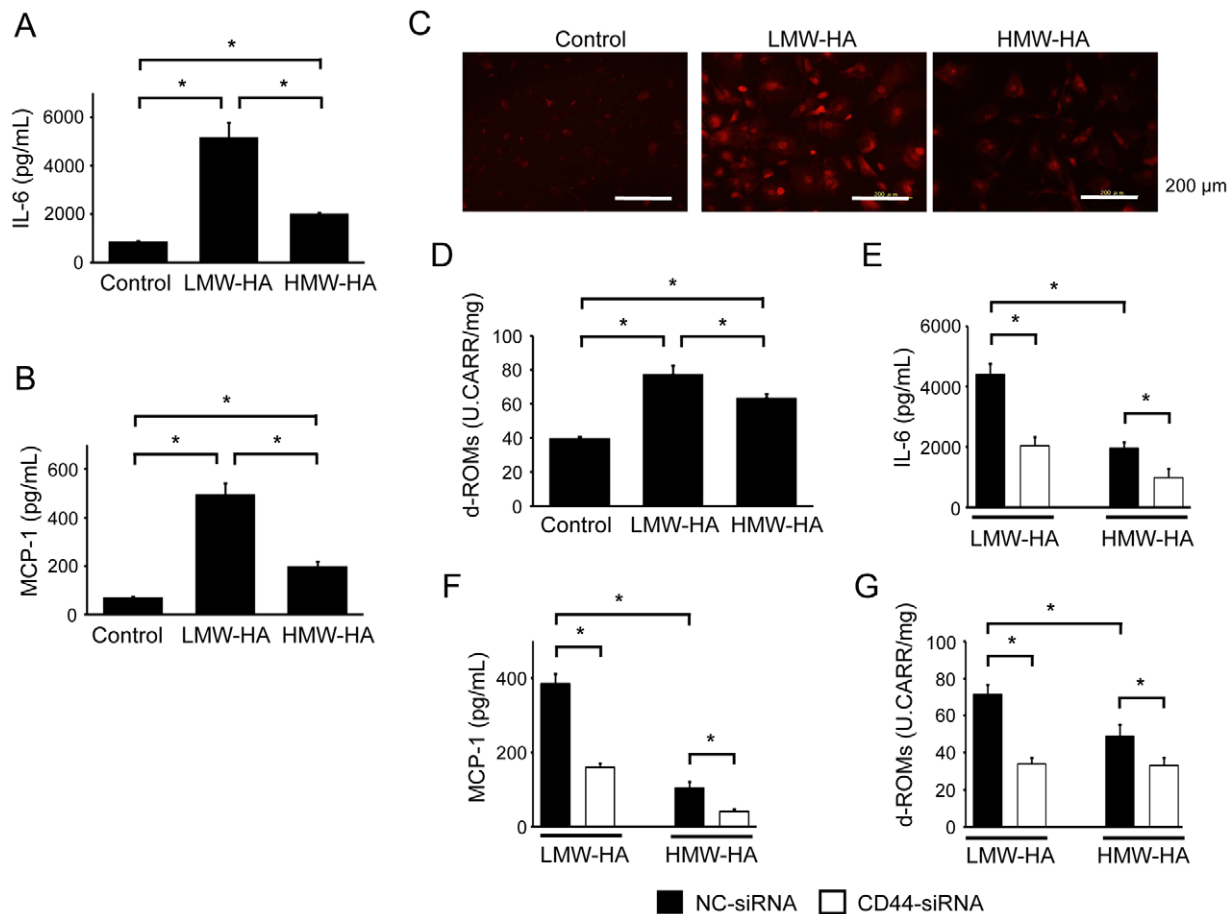 A
*
*
*
IL-6 (pg/mL)
6000
4000
2000
0
Control LMW-HA HMW-HA
B
*
*
*
MCP-1 (pg/mL)
600
400
200
0
Control LMW-HA HMW-HA
C
Control LMW-HA HMW-HA
200 μm
200 μm
200 μm
D
*
*
*
d-ROMs (U.CARR/mg)
100
80
60
40
20
0
Control LMW-HA HMW-HA
E
*
*
*
IL-6 (pg/mL)
6000
4000
2000
0
LMW-HA HMW-HA
F
*
*
*
MCP-1 (pg/mL)
400
200
0
LMW-HA HMW-HA
G
*
*
*
d-ROMs (U.CARR/mg)
100
80
60
40
20
0
LMW-HA HMW-HA
NC-siRNA CD44-siRNA